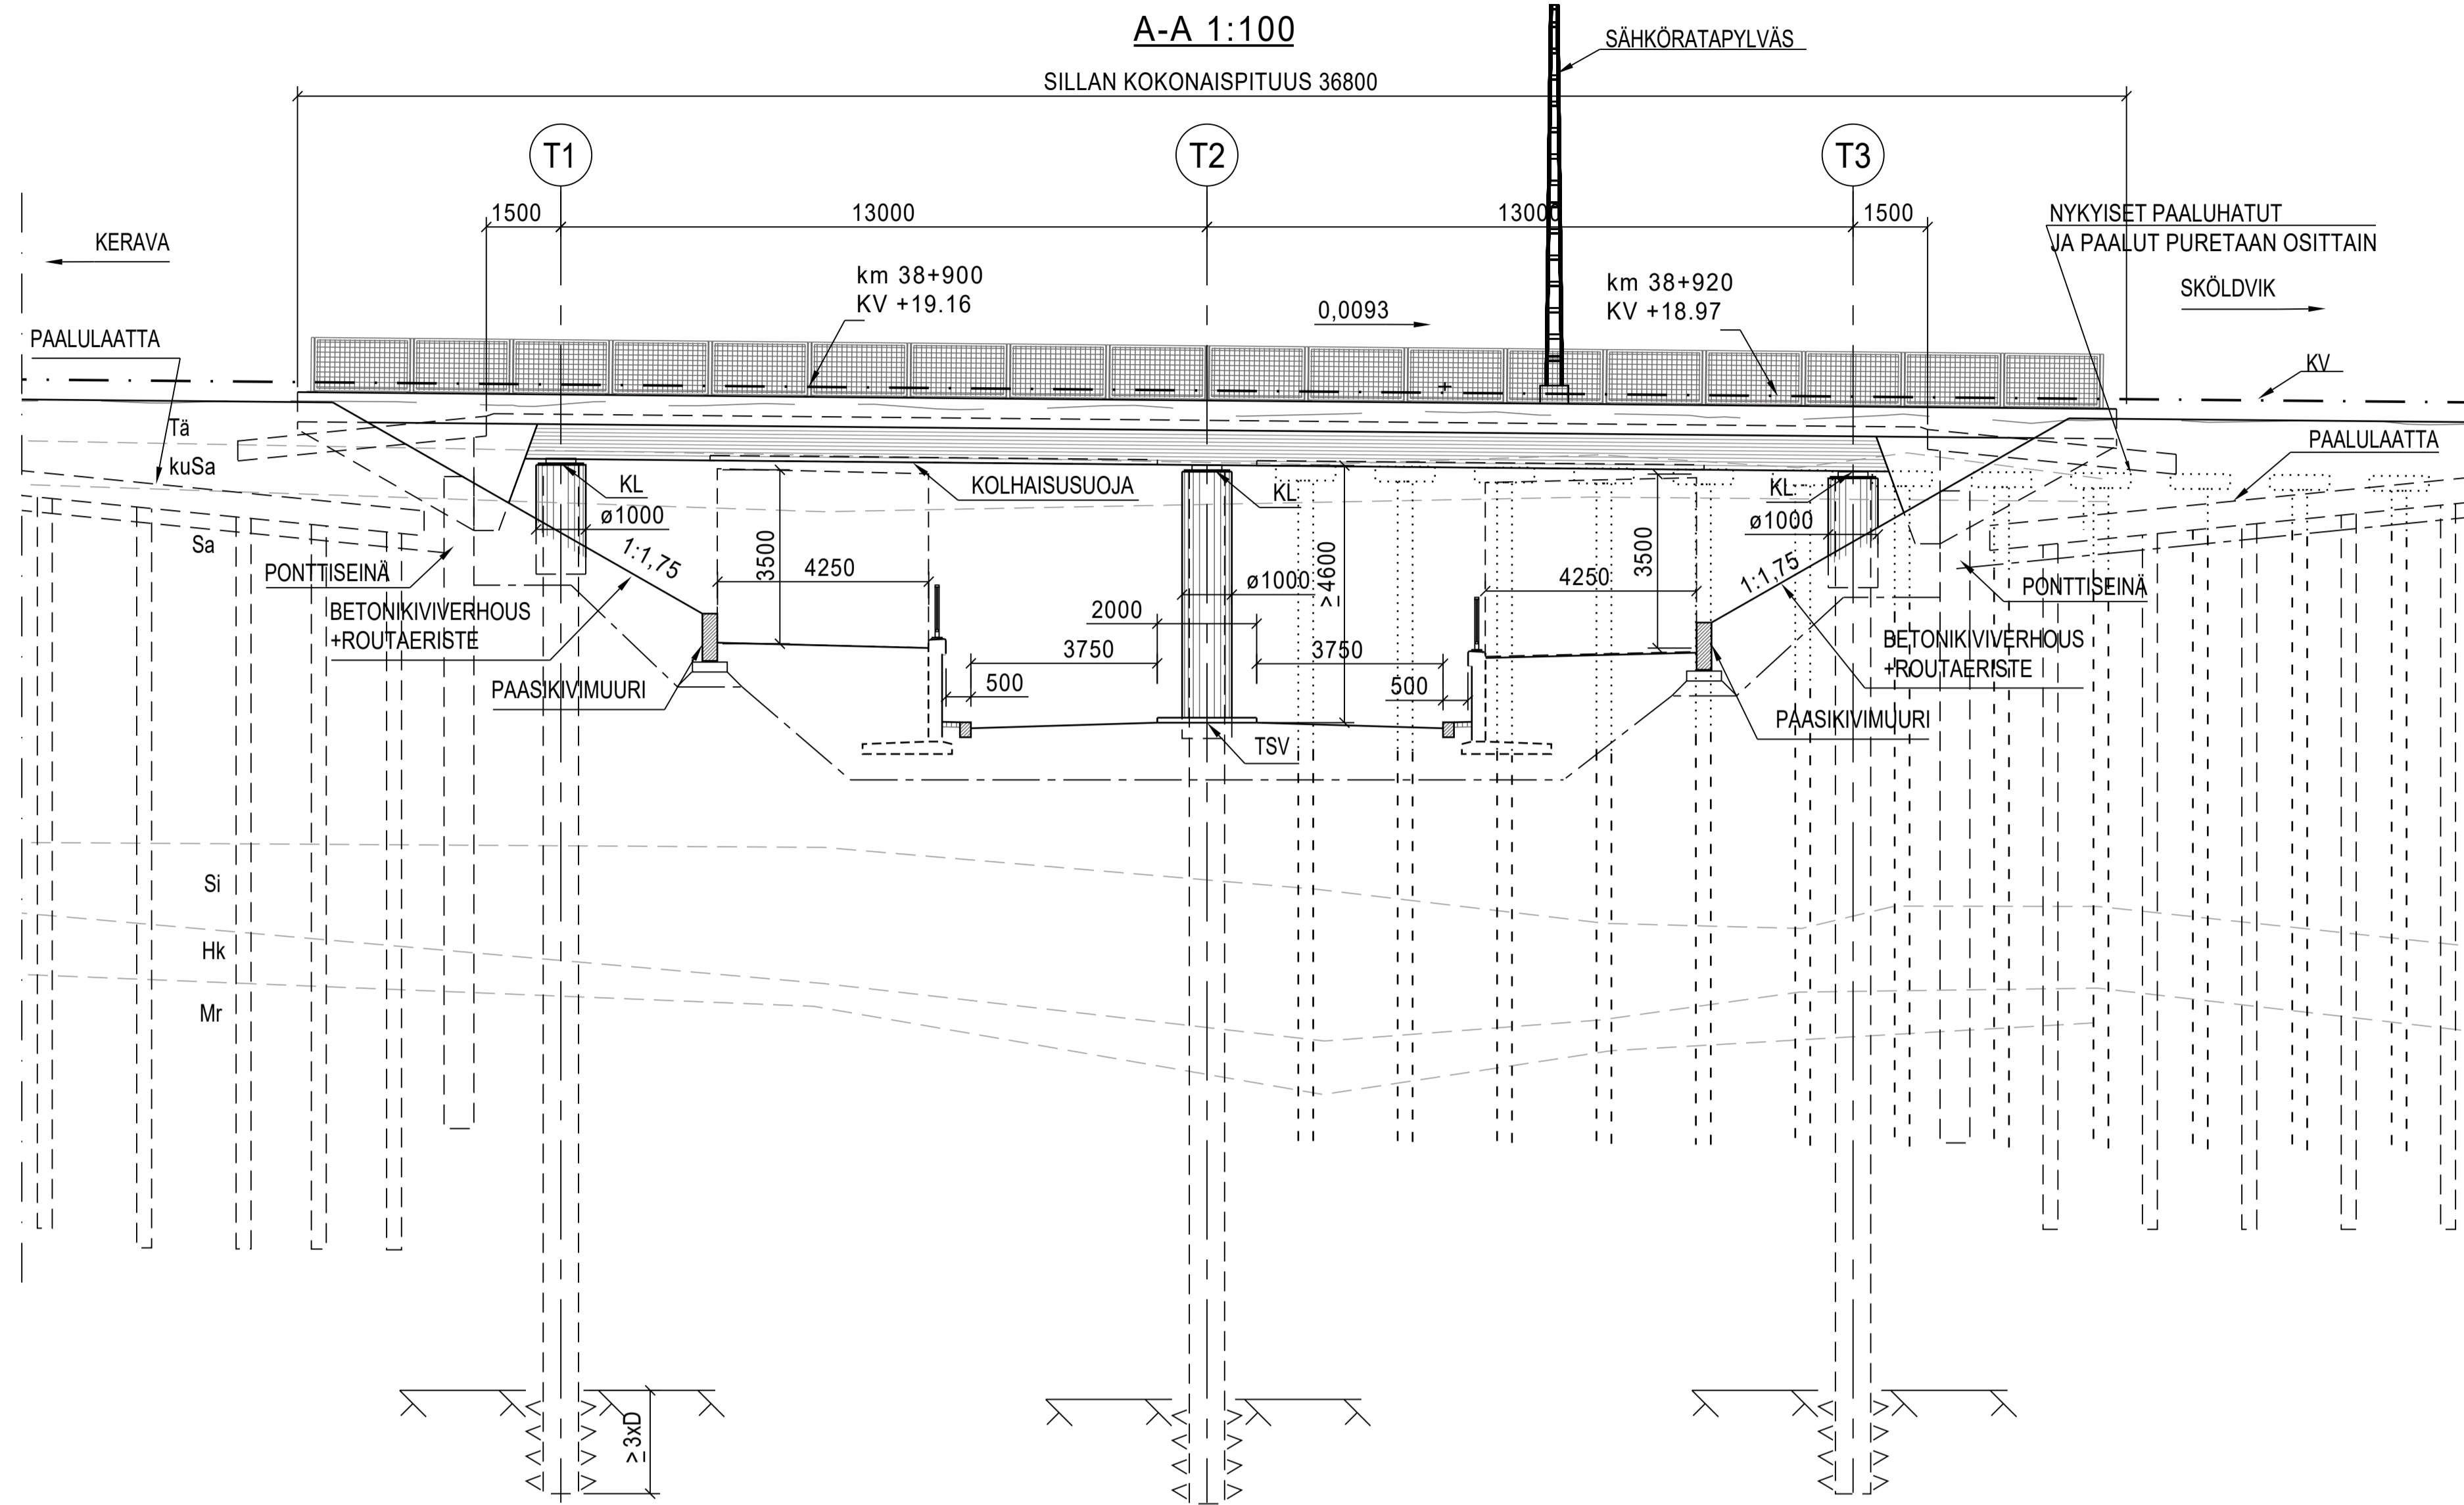 A-A 1:100
SÄHKÖRATAPYLVÄS
SILLAN KOKONAISPITUUS 36800
T1
T2
T3
1500
13000
13000
1500
NYKYISET PAALUHATUT
JA PAALUT PURETAAN OSITTAIN
KERAVA
km 38+900
KV +19.16
0,0093
km 38+920
KV +18.97
SKÖLDVIK
PAALULAATTA
KV
Tä
kuSa
Sa
PAALULAATTA
KL
KOLHAISUSUOJA
KL
KL
ø1000
ø1000
1:1,75
3500
4250
≥4600
ø1000
4250
3500
1:1,75
PONTTISEINÄ
PONTTISEINÄ
BETONIKIVIVERHOUS
+ROUTAERISTE
2000
3750
3750
BETONIKIVIVERHOUS
+ROUTAERISTE
PAASIKIVIMUURI
500
500
PAASIKIVIMUURI
TSV
Si
Hk
Mr
≥3xD